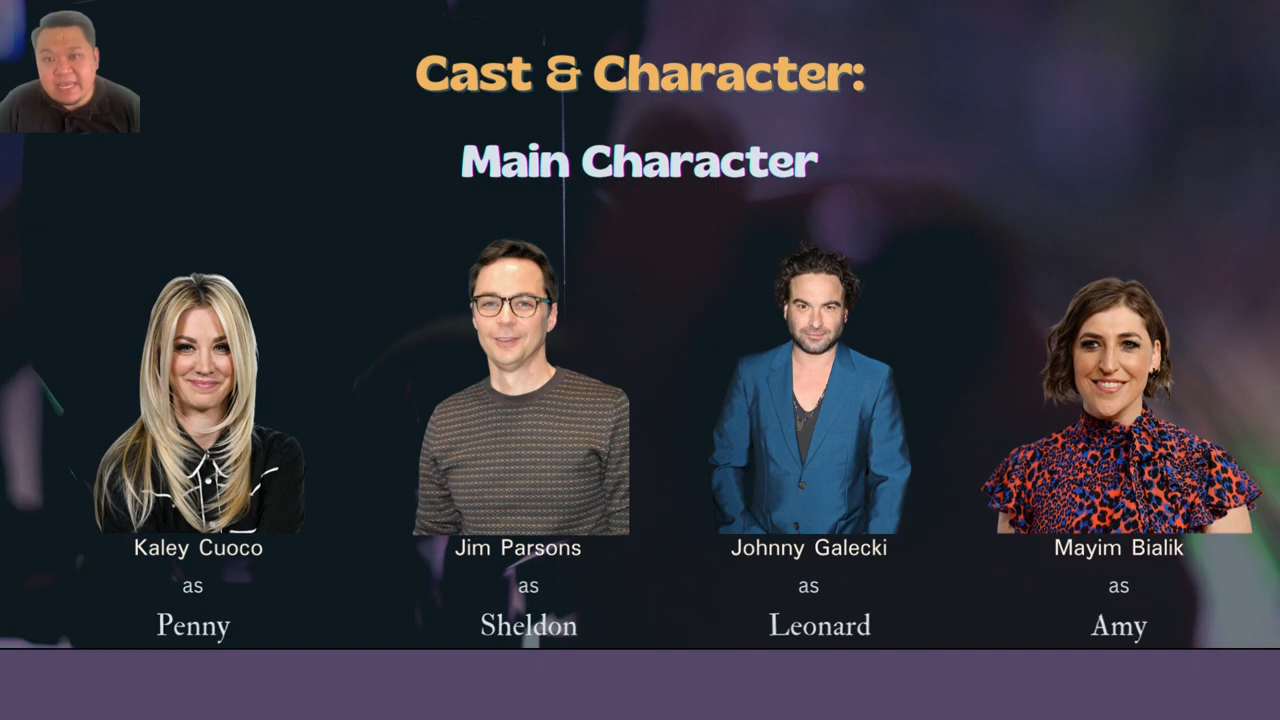 Cast & Character:
Main Character
Kaley Cuoco
as
Penny
Jim Parsons
as
Sheldon
Johnny Galecki
as
Leonard
Mayim Bialik
as
Amy